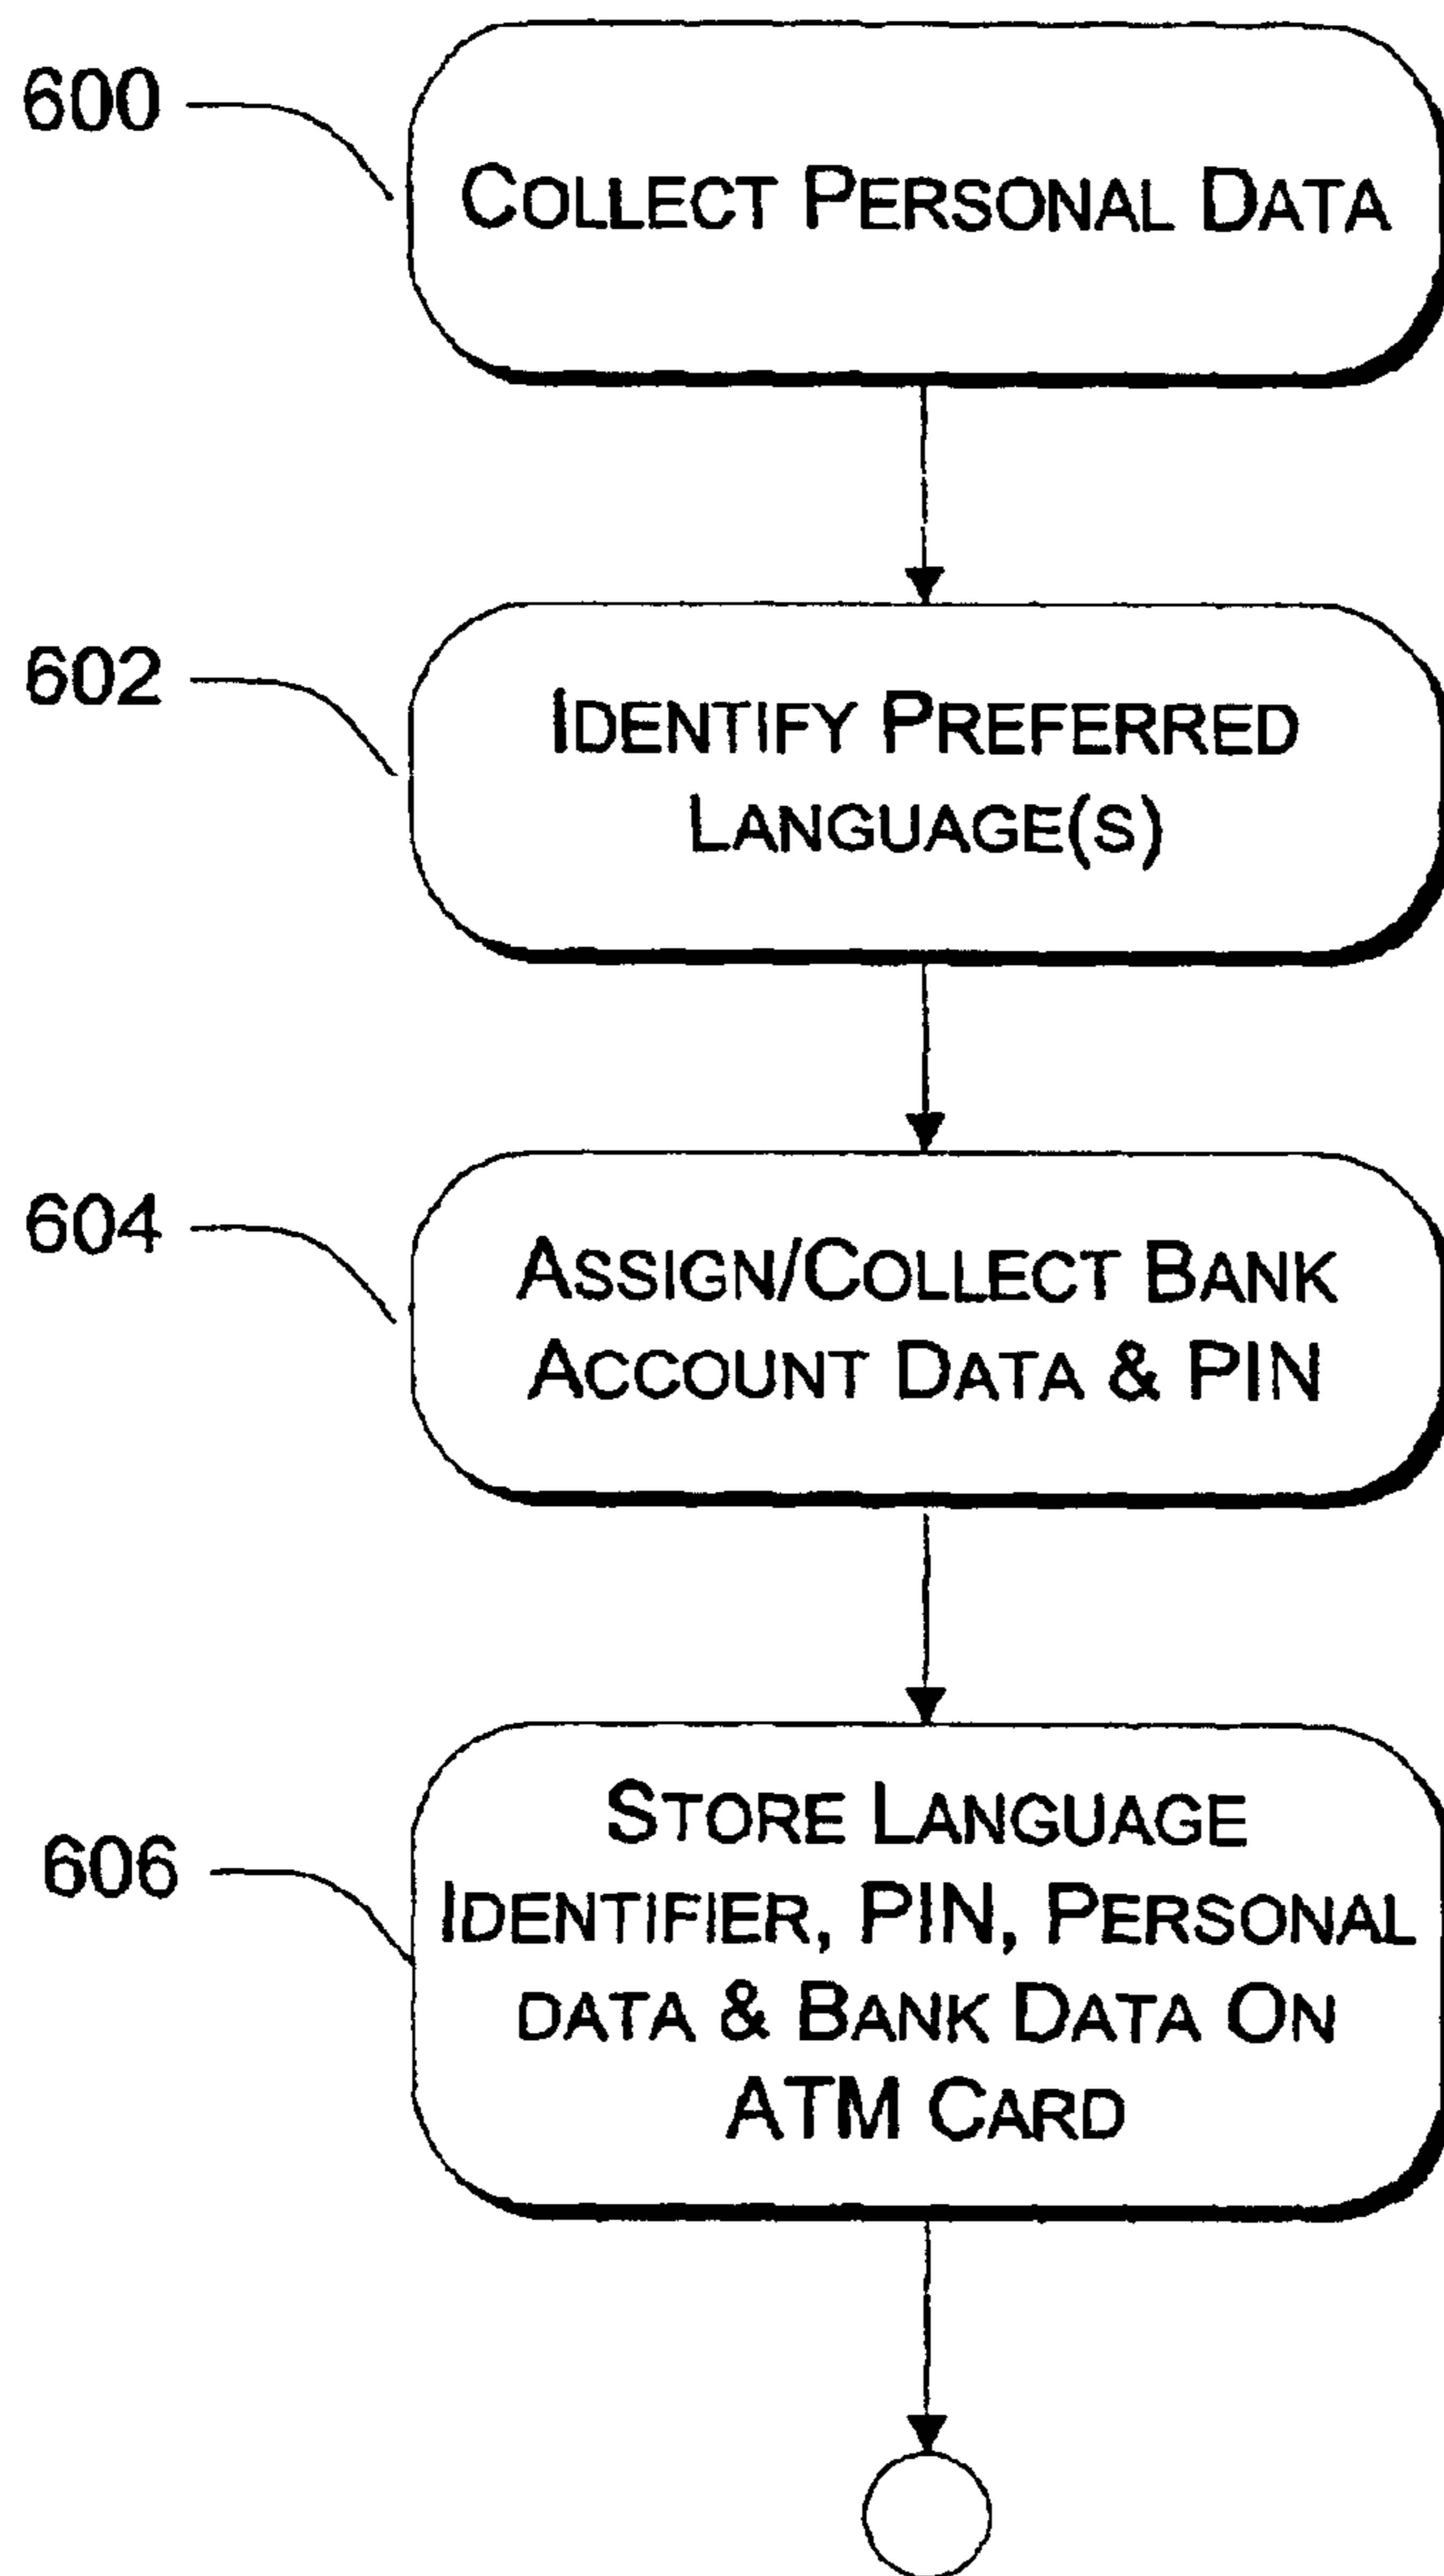 600
COLLECT PERSONAL DATA
602
IDENTIFY PREFERRED
LANGUAGE(S)
604
ASSIGN/COLLECT BANK
ACCOUNT DATA & PIN
606
STORE LANGUAGE
IDENTIFIER, PIN, PERSONAL
DATA & BANK DATA ON
ATM CARD